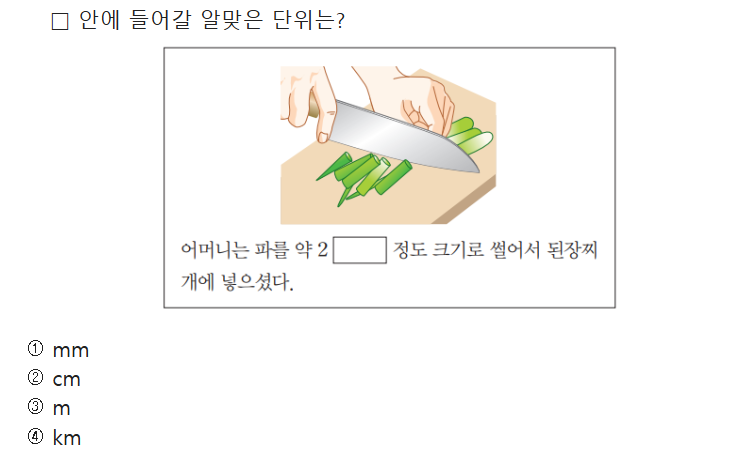 □ 안에 들어갈 알맞은 단위는?
어머니는 파를 약 2 □ 정도 크기로 썰어서 된장찌
개에 넣으셨다.
① mm
② cm
③ m
④ km